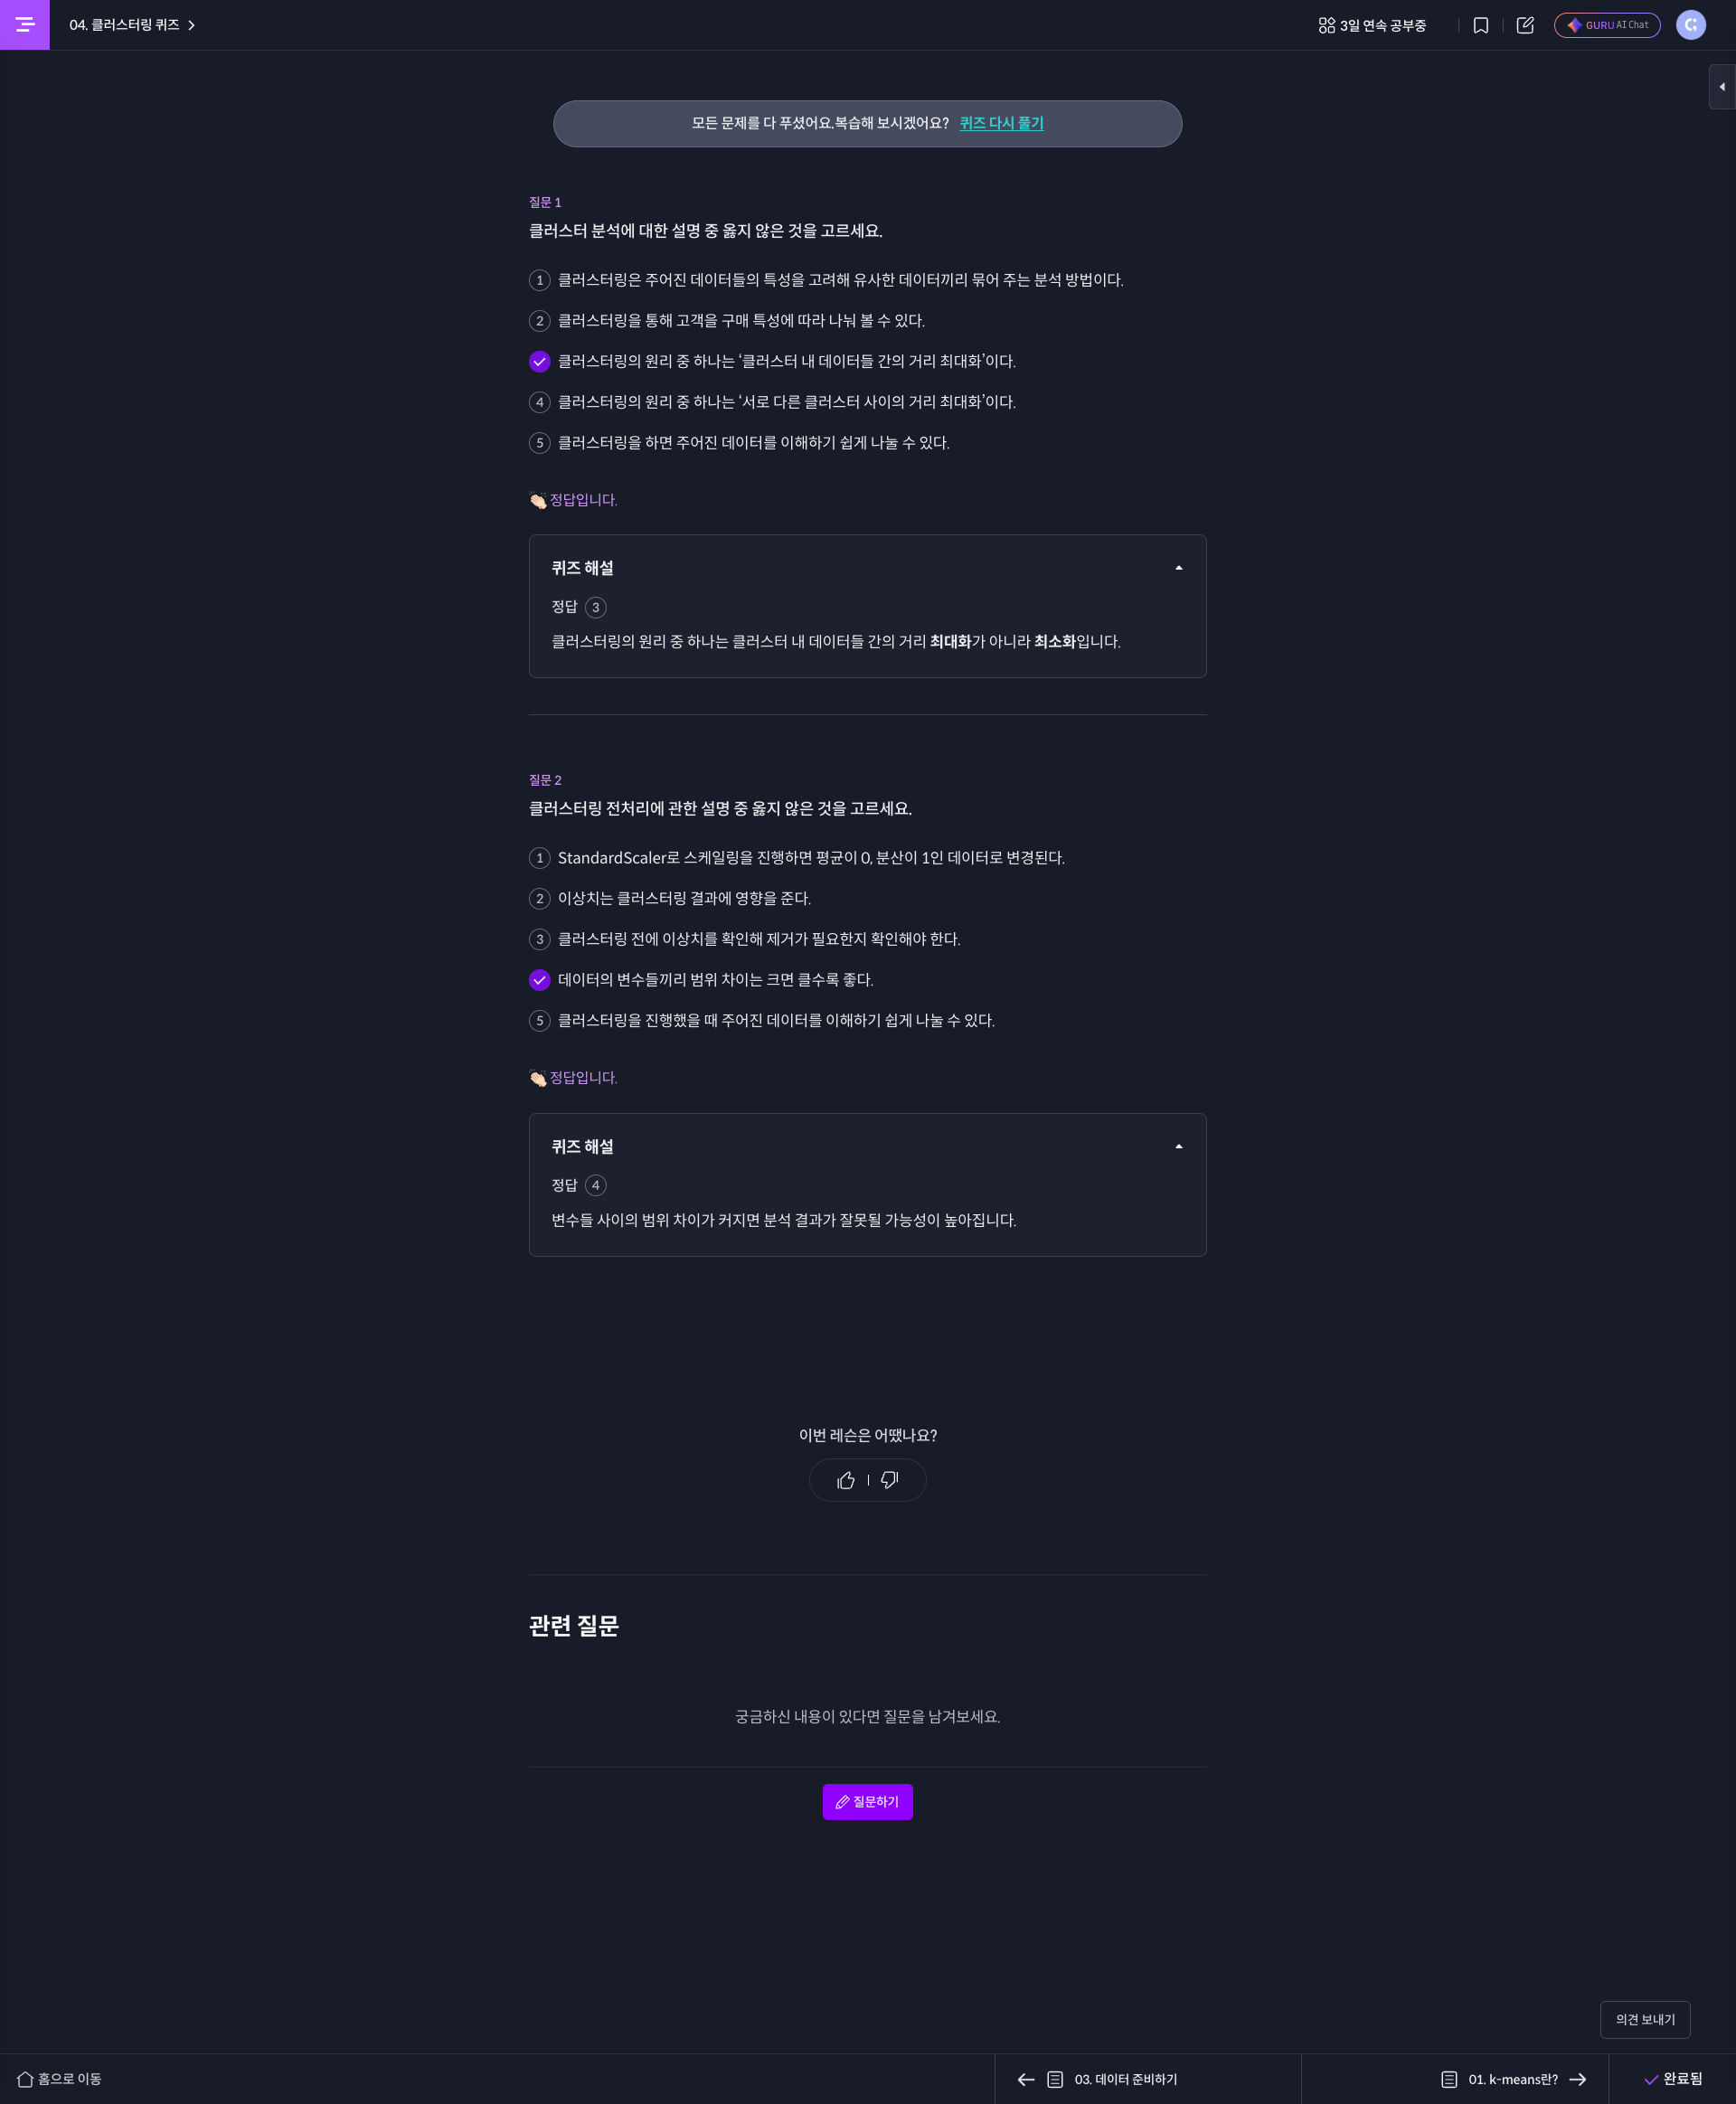 04. 클러스터링 퀴즈
3일 연속 공부중
GURU AI Chat
모든 문제를 다 푸셨어요.복습해 보시겠어요? 퀴즈 다시 풀기
질문 1
클러스터 분석에 대한 설명 중 옳지 않은 것을 고르세요.
1 클러스터링은 주어진 데이터들의 특성을 고려해 유사한 데이터끼리 묶어 주는 분석 방법이다.
2 클러스터링을 통해 고객을 구매 특성에 따라 나눠 볼 수 있다.
클러스터링의 원리 중 하나는 ‘클러스터 내 데이터들 간의 거리 최대화’이다.
4 클러스터링의 원리 중 하나는 ‘서로 다른 클러스터 사이의 거리 최대화’이다.
5 클러스터링을 하면 주어진 데이터를 이해하기 쉽게 나눌 수 있다.
👏🏻 정답입니다.
퀴즈 해설
정답 3
클러스터링의 원리 중 하나는 클러스터 내 데이터들 간의 거리 최대화가 아니라 최소화입니다.
질문 2
클러스터링 전처리에 관한 설명 중 옳지 않은 것을 고르세요.
1 StandardScaler로 스케일링을 진행하면 평균이 0, 분산이 1인 데이터로 변경된다.
2 이상치는 클러스터링 결과에 영향을 준다.
3 클러스터링 전에 이상치를 확인해 제거가 필요한지 확인해야 한다.
데이터의 변수들끼리 범위 차이는 크면 클수록 좋다.
5 클러스터링을 진행했을 때 주어진 데이터를 이해하기 쉽게 나눌 수 있다.
👏🏻 정답입니다.
퀴즈 해설
정답 4
변수들 사이의 범위 차이가 커지면 분석 결과가 잘못될 가능성이 높아집니다.
이번 레슨은 어땠나요?
관련 질문
궁금하신 내용이 있다면 질문을 남겨보세요.
질문하기
의견 보내기
홈으로 이동
03. 데이터 준비하기
01. k-means란?
완료됨